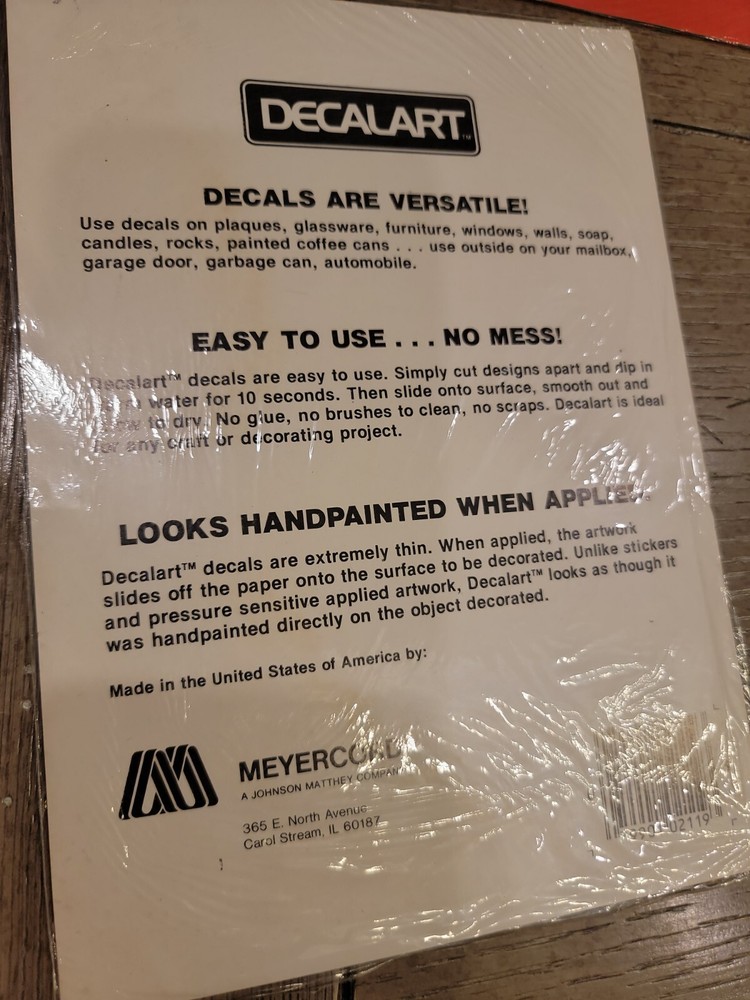 DECALART™
DECALS ARE VERSATILE!
Use decals on plaques, glassware, furniture, windows, walls, soap,
candles, rocks, painted coffee cans . . . use outside on your mailbox,
garage door, garbage can, automobile.
EASY TO USE . . . NO MESS!
Decalart™ decals are easy to use. Simply cut designs apart and dip in
water for 10 seconds. Then slide onto surface, smooth out and
to dry. No glue, no brushes to clean, no scraps. Decalart is ideal
for any craft or decorating project.
LOOKS HANDPAINTED WHEN APPLIED
Decalart™ decals are extremely thin. When applied, the artwork
slides off the paper onto the surface to be decorated. Unlike stickers
and pressure sensitive applied artwork, Decalart™ looks as though it
was handpainted directly on the object decorated.
Made in the United States of America by:
MEYERCORD
A JOHNSON MATTHEY COMPANY
365 E. North Avenue
Carol Stream, IL 60187
02119